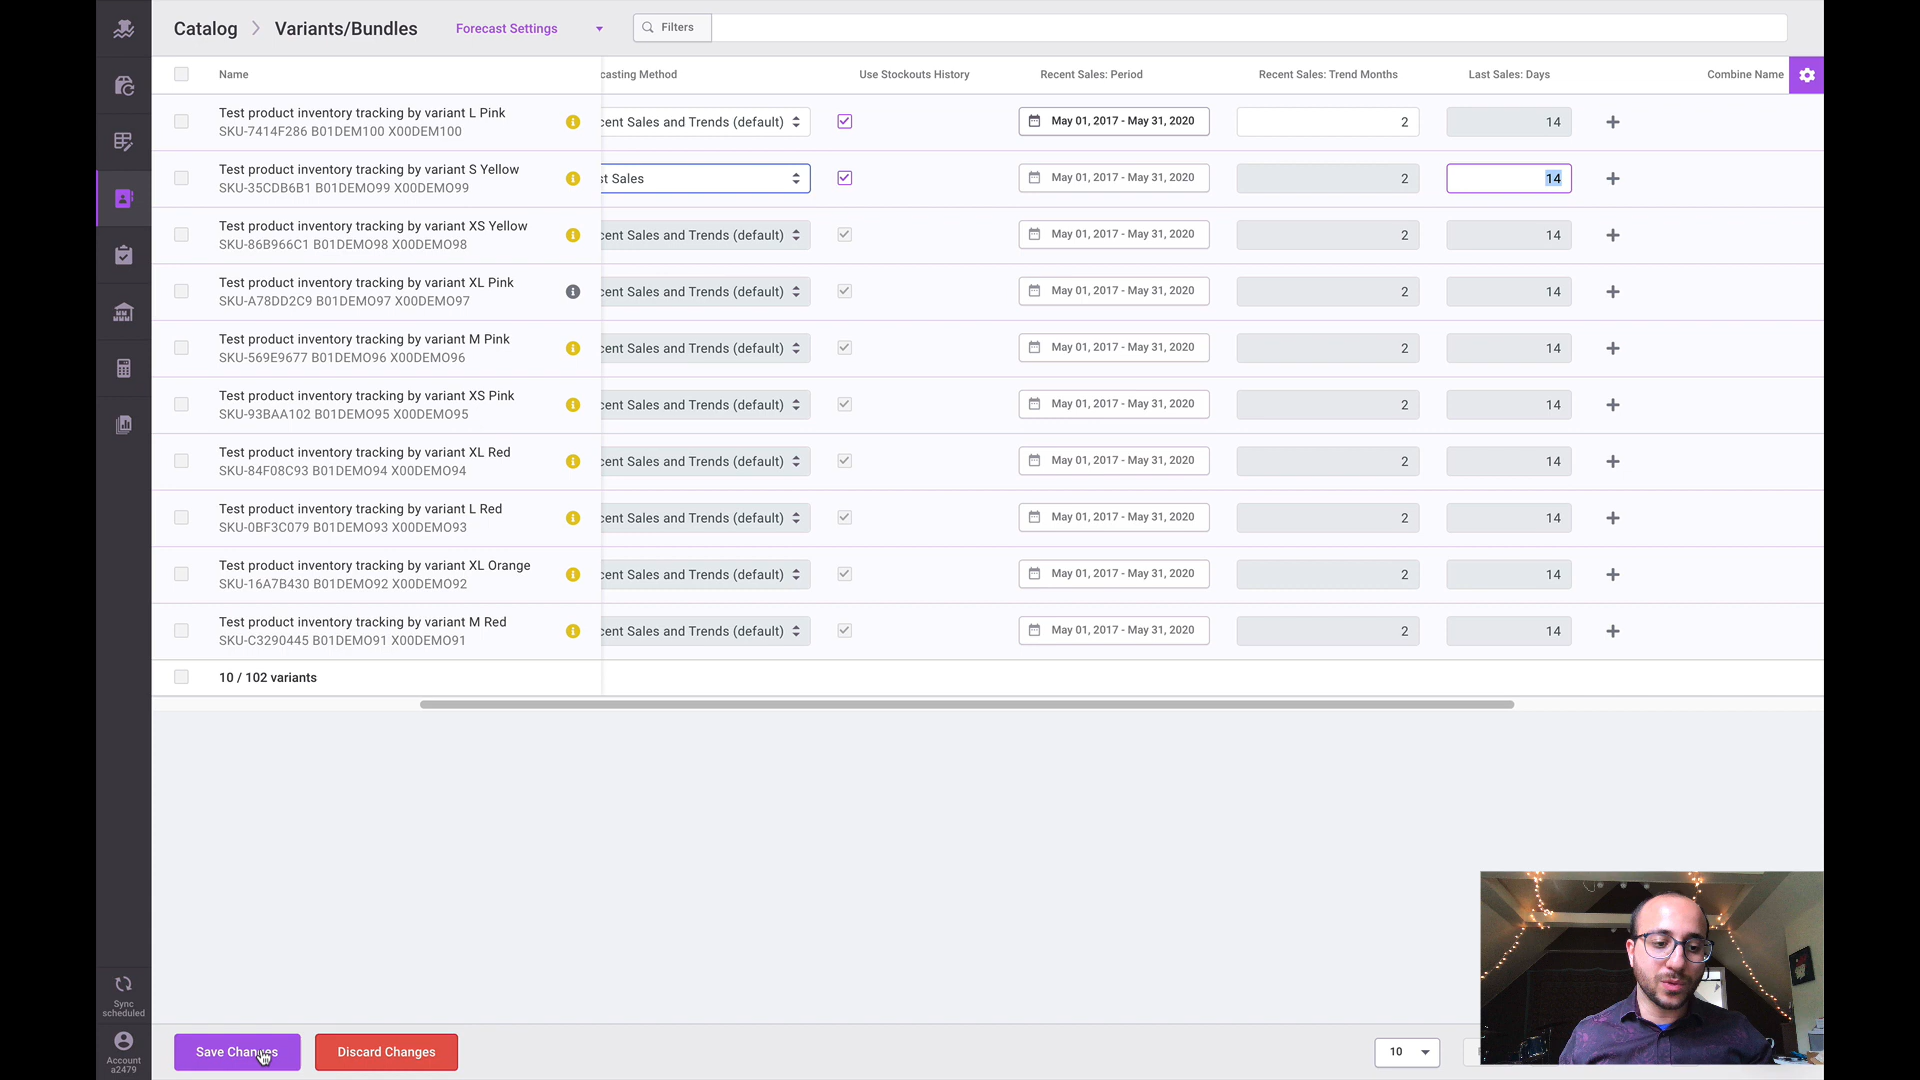 Catalog > Variants/Bundles
Forecast Settings
Filters
Name
casting Method
Use Stockouts History
Recent Sales: Period
Recent Sales: Trend Months
Last Sales: Days
Combine Name
Test product inventory tracking by variant L Pink
SKU-7414F286 B01DEM100 X00DEM100
cent Sales and Trends (default)
May 01, 2017 - May 31, 2020
2
14
Test product inventory tracking by variant S Yellow
SKU-35CDB6B1 B01DEMO99 X00DEMO99
st Sales
May 01, 2017 - May 31, 2020
2
14
Test product inventory tracking by variant XS Yellow
SKU-86B966C1 B01DEMO98 X00DEMO98
cent Sales and Trends (default)
May 01, 2017 - May 31, 2020
2
14
Test product inventory tracking by variant XL Pink
SKU-A78DD2C9 B01DEMO97 X00DEMO97
cent Sales and Trends (default)
May 01, 2017 - May 31, 2020
2
14
Test product inventory tracking by variant M Pink
SKU-569E9677 B01DEMO96 X00DEMO96
cent Sales and Trends (default)
May 01, 2017 - May 31, 2020
2
14
Test product inventory tracking by variant XS Pink
SKU-93BAA102 B01DEMO95 X00DEMO95
cent Sales and Trends (default)
May 01, 2017 - May 31, 2020
2
14
Test product inventory tracking by variant XL Red
SKU-84F08C93 B01DEMO94 X00DEMO94
cent Sales and Trends (default)
May 01, 2017 - May 31, 2020
2
14
Test product inventory tracking by variant L Red
SKU-0BF3C079 B01DEMO93 X00DEMO93
cent Sales and Trends (default)
May 01, 2017 - May 31, 2020
2
14
Test product inventory tracking by variant XL Orange
SKU-16A7B430 B01DEMO92 X00DEMO92
cent Sales and Trends (default)
May 01, 2017 - May 31, 2020
2
14
Test product inventory tracking by variant M Red
SKU-C3290445 B01DEMO91 X00DEMO91
cent Sales and Trends (default)
May 01, 2017 - May 31, 2020
2
14
10 / 102 variants
Sync
scheduled
Account
a2479
Save Changes
Discard Changes
10